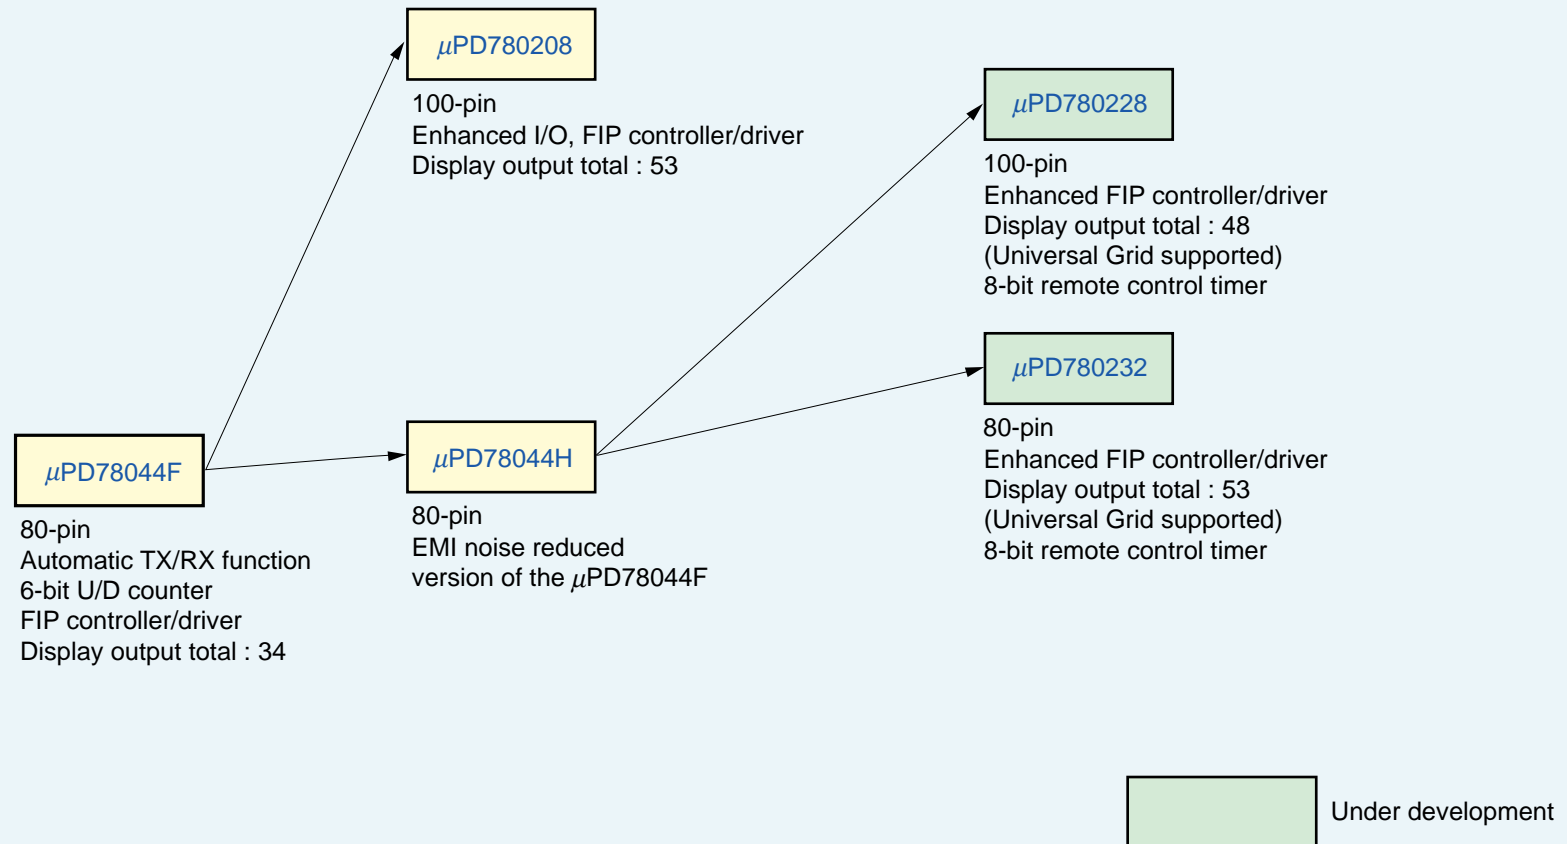 μPD780208
100-pin
Enhanced I/O, FIP controller/driver
Display output total : 53
μPD780228
100-pin
Enhanced FIP controller/driver
Display output total : 48
(Universal Grid supported)
8-bit remote control timer
μPD780232
80-pin
Enhanced FIP controller/driver
Display output total : 53
(Universal Grid supported)
8-bit remote control timer
μPD78044F
80-pin
Automatic TX/RX function
6-bit U/D counter
FIP controller/driver
Display output total : 34
μPD78044H
80-pin
EMI noise reduced
version of the μPD78044F
Under development